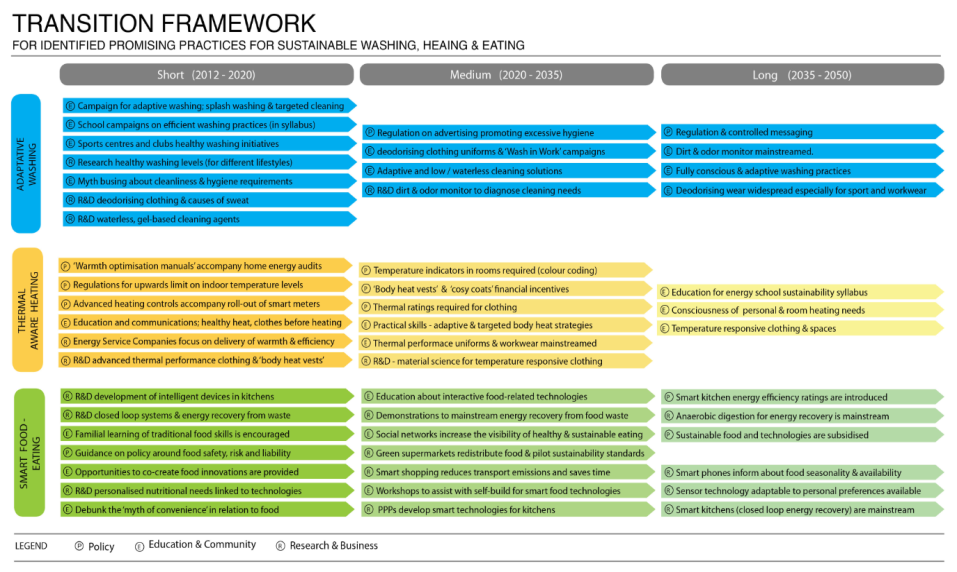 TRANSITION FRAMEWORK
FOR IDENTIFIED PROMISING PRACTICES FOR SUSTAINABLE WASHING, HEAING & EATING
Short (2012 - 2020)
Medium (2020 - 2035)
Long (2035 - 2050)
ADAPTATIVE
WASHING
Ⓔ Campaign for adaptive washing; splash washing & targeted cleaning
Ⓔ School campaigns on efficient washing practices (in syllabus)
Ⓔ Sports centres and clubs healthy washing initiatives
Ⓡ Research healthy washing levels (for different lifestyles)
Ⓔ Myth busing about cleanliness & hygiene requirements
Ⓡ R&D deodorising clothing & causes of sweat
Ⓡ R&D waterless, gel-based cleaning agents
Ⓟ Regulation on advertising promoting excessive hygiene
Ⓔ deodorising clothing uniforms & 'Wash in Work' campaigns
Ⓔ Adaptive and low / waterless cleaning solutions
Ⓡ R&D dirt & odor monitor to diagnose cleaning needs
Ⓟ Regulation & controlled messaging
Ⓔ Dirt & odor monitor mainstreamed.
Ⓔ Fully conscious & adaptive washing practices
Ⓔ Deodorising wear widespread especially for sport and workwear
THERMAL
AWARE HEATING
Ⓟ 'Warmth optimisation manuals' accompany home energy audits
Ⓟ Regulations for upwards limit on indoor temperature levels
Ⓟ Advanced heating controls accompany roll-out of smart meters
Ⓔ Education and communications; healthy heat, clothes before heating
Ⓡ Energy Service Companies focus on delivery of warmth & efficiency
Ⓡ R&D advanced thermal performance clothing & 'body heat vests'
Ⓟ Temperature indicators in rooms required (colour coding)
Ⓟ 'Body heat vests' & 'cosy coats' financial incentives
Ⓟ Thermal ratings required for clothing
Ⓔ Practical skills - adaptive & targeted body heat strategies
Ⓔ Thermal performace uniforms & workwear mainstreamed
Ⓡ R&D - material science for temperature responsive clothing
Ⓔ Education for energy school sustainability syllabus
Ⓔ Consciousness of personal & room heating needs
Ⓔ Temperature responsive clothing & spaces
SMART FOOD -
EATING
Ⓡ R&D development of intelligent devices in kitchens
Ⓡ R&D closed loop systems & energy recovery from waste
Ⓔ Familial learning of traditional food skills is encouraged
Ⓟ Guidance on policy around food safety, risk and liability
Ⓔ Opportunities to co-create food innovations are provided
Ⓡ R&D personalised nutritional needs linked to technologies
Ⓔ Debunk the 'myth of convenience' in relation to food
Ⓔ Education about interactive food-related technologies
Ⓡ Demonstrations to mainstream energy recovery from food waste
Ⓔ Social networks increase the visibility of healthy & sustainable eating
Ⓡ Green supermarkets redistribute food & pilot sustainability standards
Ⓡ Smart shopping reduces transport emissions and saves time
Ⓔ Workshops to assist with self-build for smart food technologies
Ⓡ PPPs develop smart technologies for kitchens
Ⓟ Smart kitchen energy efficiency ratings are introduced
Ⓡ Anaerobic digestion for energy recovery is mainstream
Ⓟ Sustainable food and technologies are subsidised
Ⓡ Smart phones inform about food seasonality & availability
Ⓡ Sensor technology adaptable to personal preferences available
Ⓡ Smart kitchens (closed loop energy recovery) are mainstream
LEGEND Ⓟ Policy Ⓔ Education & Community Ⓡ Research & Business